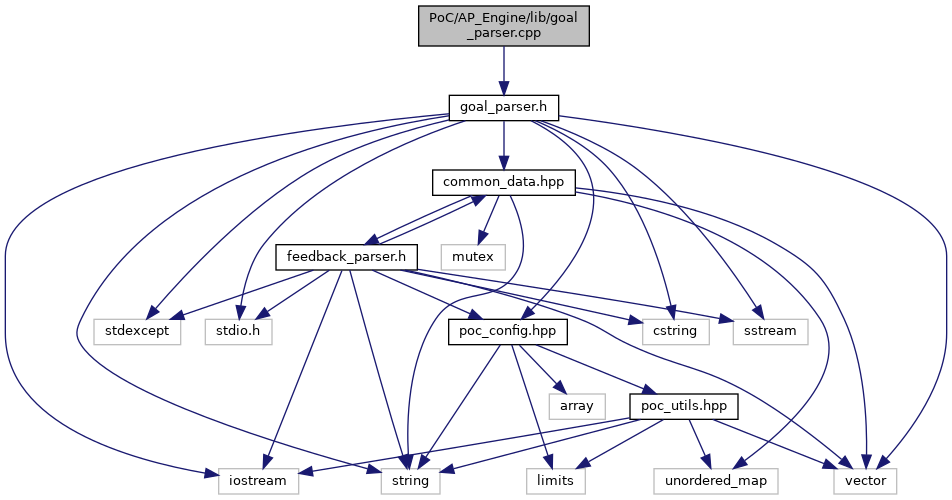 PoC/AP_Engine/lib/goal
_parser.cpp
goal_parser.h
common_data.hpp
feedback_parser.h
mutex
stdexcept
stdio.h
poc_config.hpp
cstring
sstream
array
poc_utils.hpp
iostream
string
limits
unordered_map
vector